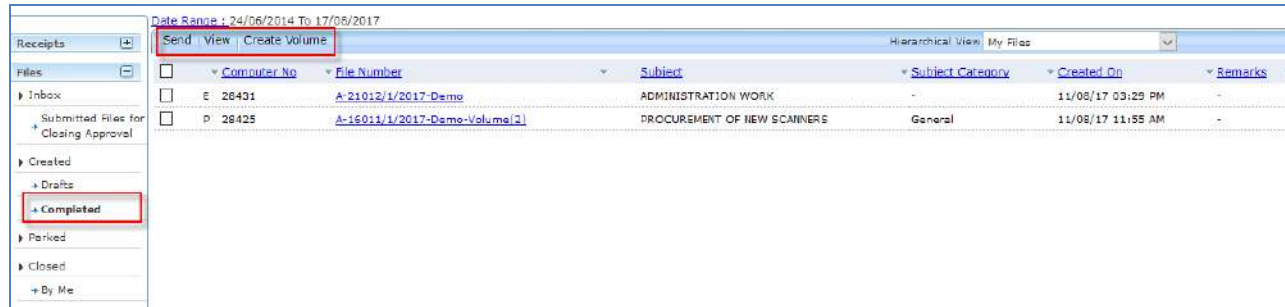 Date Range : 24/06/2014 To 17/08/2017
Receipts
Send View Create Volume
Hierarchical View My Files
Files
Computer No File Number Subject Subject Category Created On Remarks
Inbox
E 28431 A-21012/1/2017-Demo ADMINISTRATION WORK - 11/08/17 03:29 PM -
Submitted Files for
Closing Approval
P 28425 A-16011/1/2017-Demo-Volume(2) PROCUREMENT OF NEW SCANNERS General 11/08/17 11:55 AM -
Created
Drafts
Completed
Parked
Closed
By Me